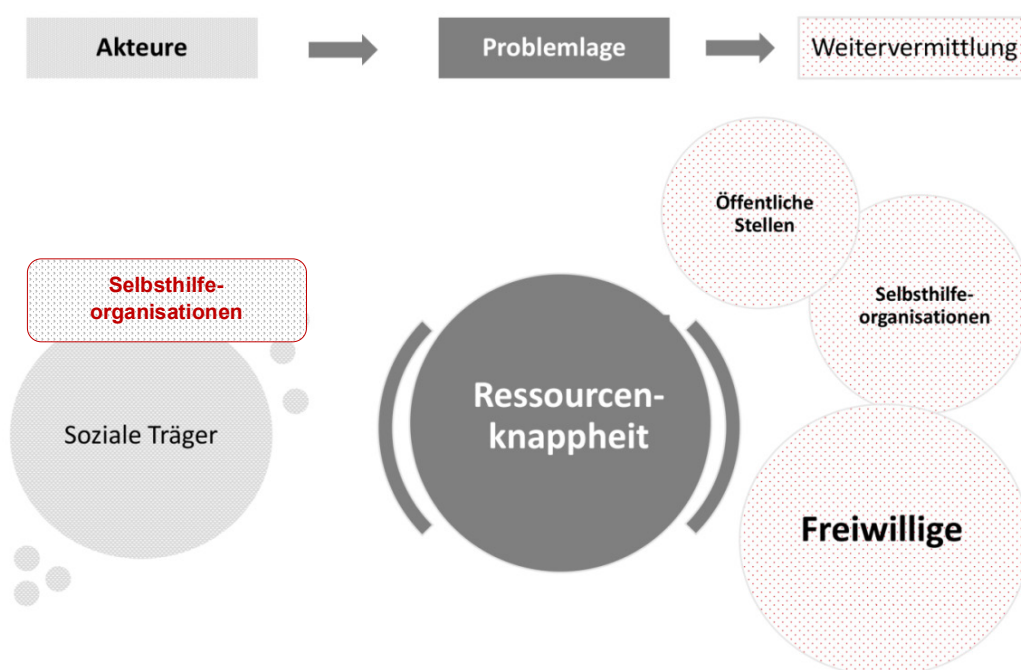 Akteure
Problemlage
Weitervermittlung
Öffentliche
Stellen
Selbsthilfe-
organisationen
Selbsthilfe-
organisationen
Ressourcen-
knappheit
Soziale Träger
Freiwillige